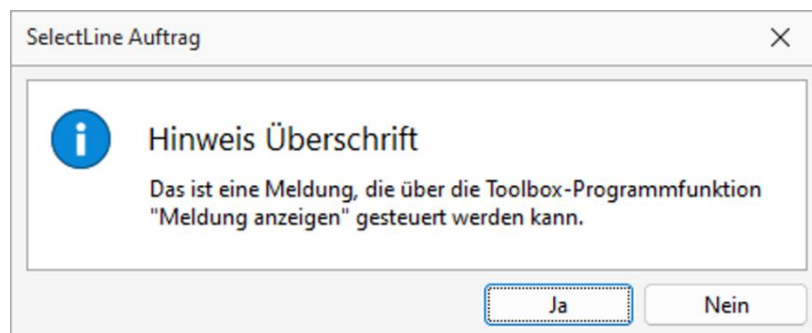 SelectLine Auftrag
Hinweis Überschrift
Das ist eine Meldung, die über die Toolbox-Programmfunktion
"Meldung anzeigen" gesteuert werden kann.
Ja
Nein